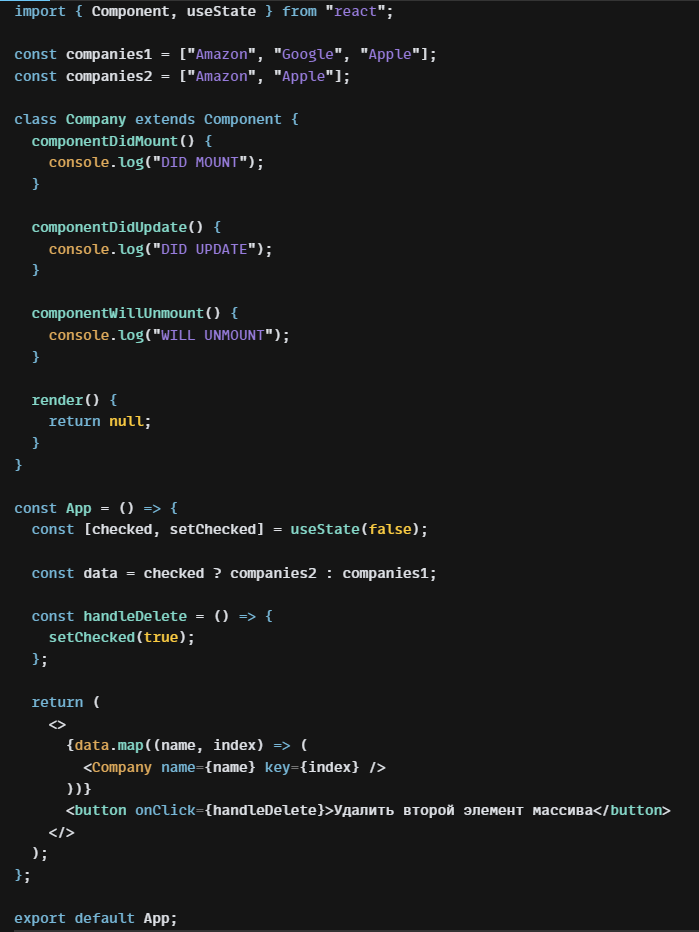 import { Component, useState } from "react";
const companies1 = ["Amazon", "Google", "Apple"];
const companies2 = ["Amazon", "Apple"];
class Company extends Component {
componentDidMount() {
console.log("DID MOUNT");
}
componentDidUpdate() {
console.log("DID UPDATE");
}
componentWillUnmount() {
console.log("WILL UNMOUNT");
}
render() {
return null;
}
}
const App = () => {
const [checked, setChecked] = useState(false);
const data = checked ? companies2 : companies1;
const handleDelete = () => {
setChecked(true);
};
return (
<>
{data.map((name, index) => (
<Company name={name} key={index} />
))}
<button onClick={handleDelete}>Удалить второй элемент массива</button>
</>
);
};
export default App;